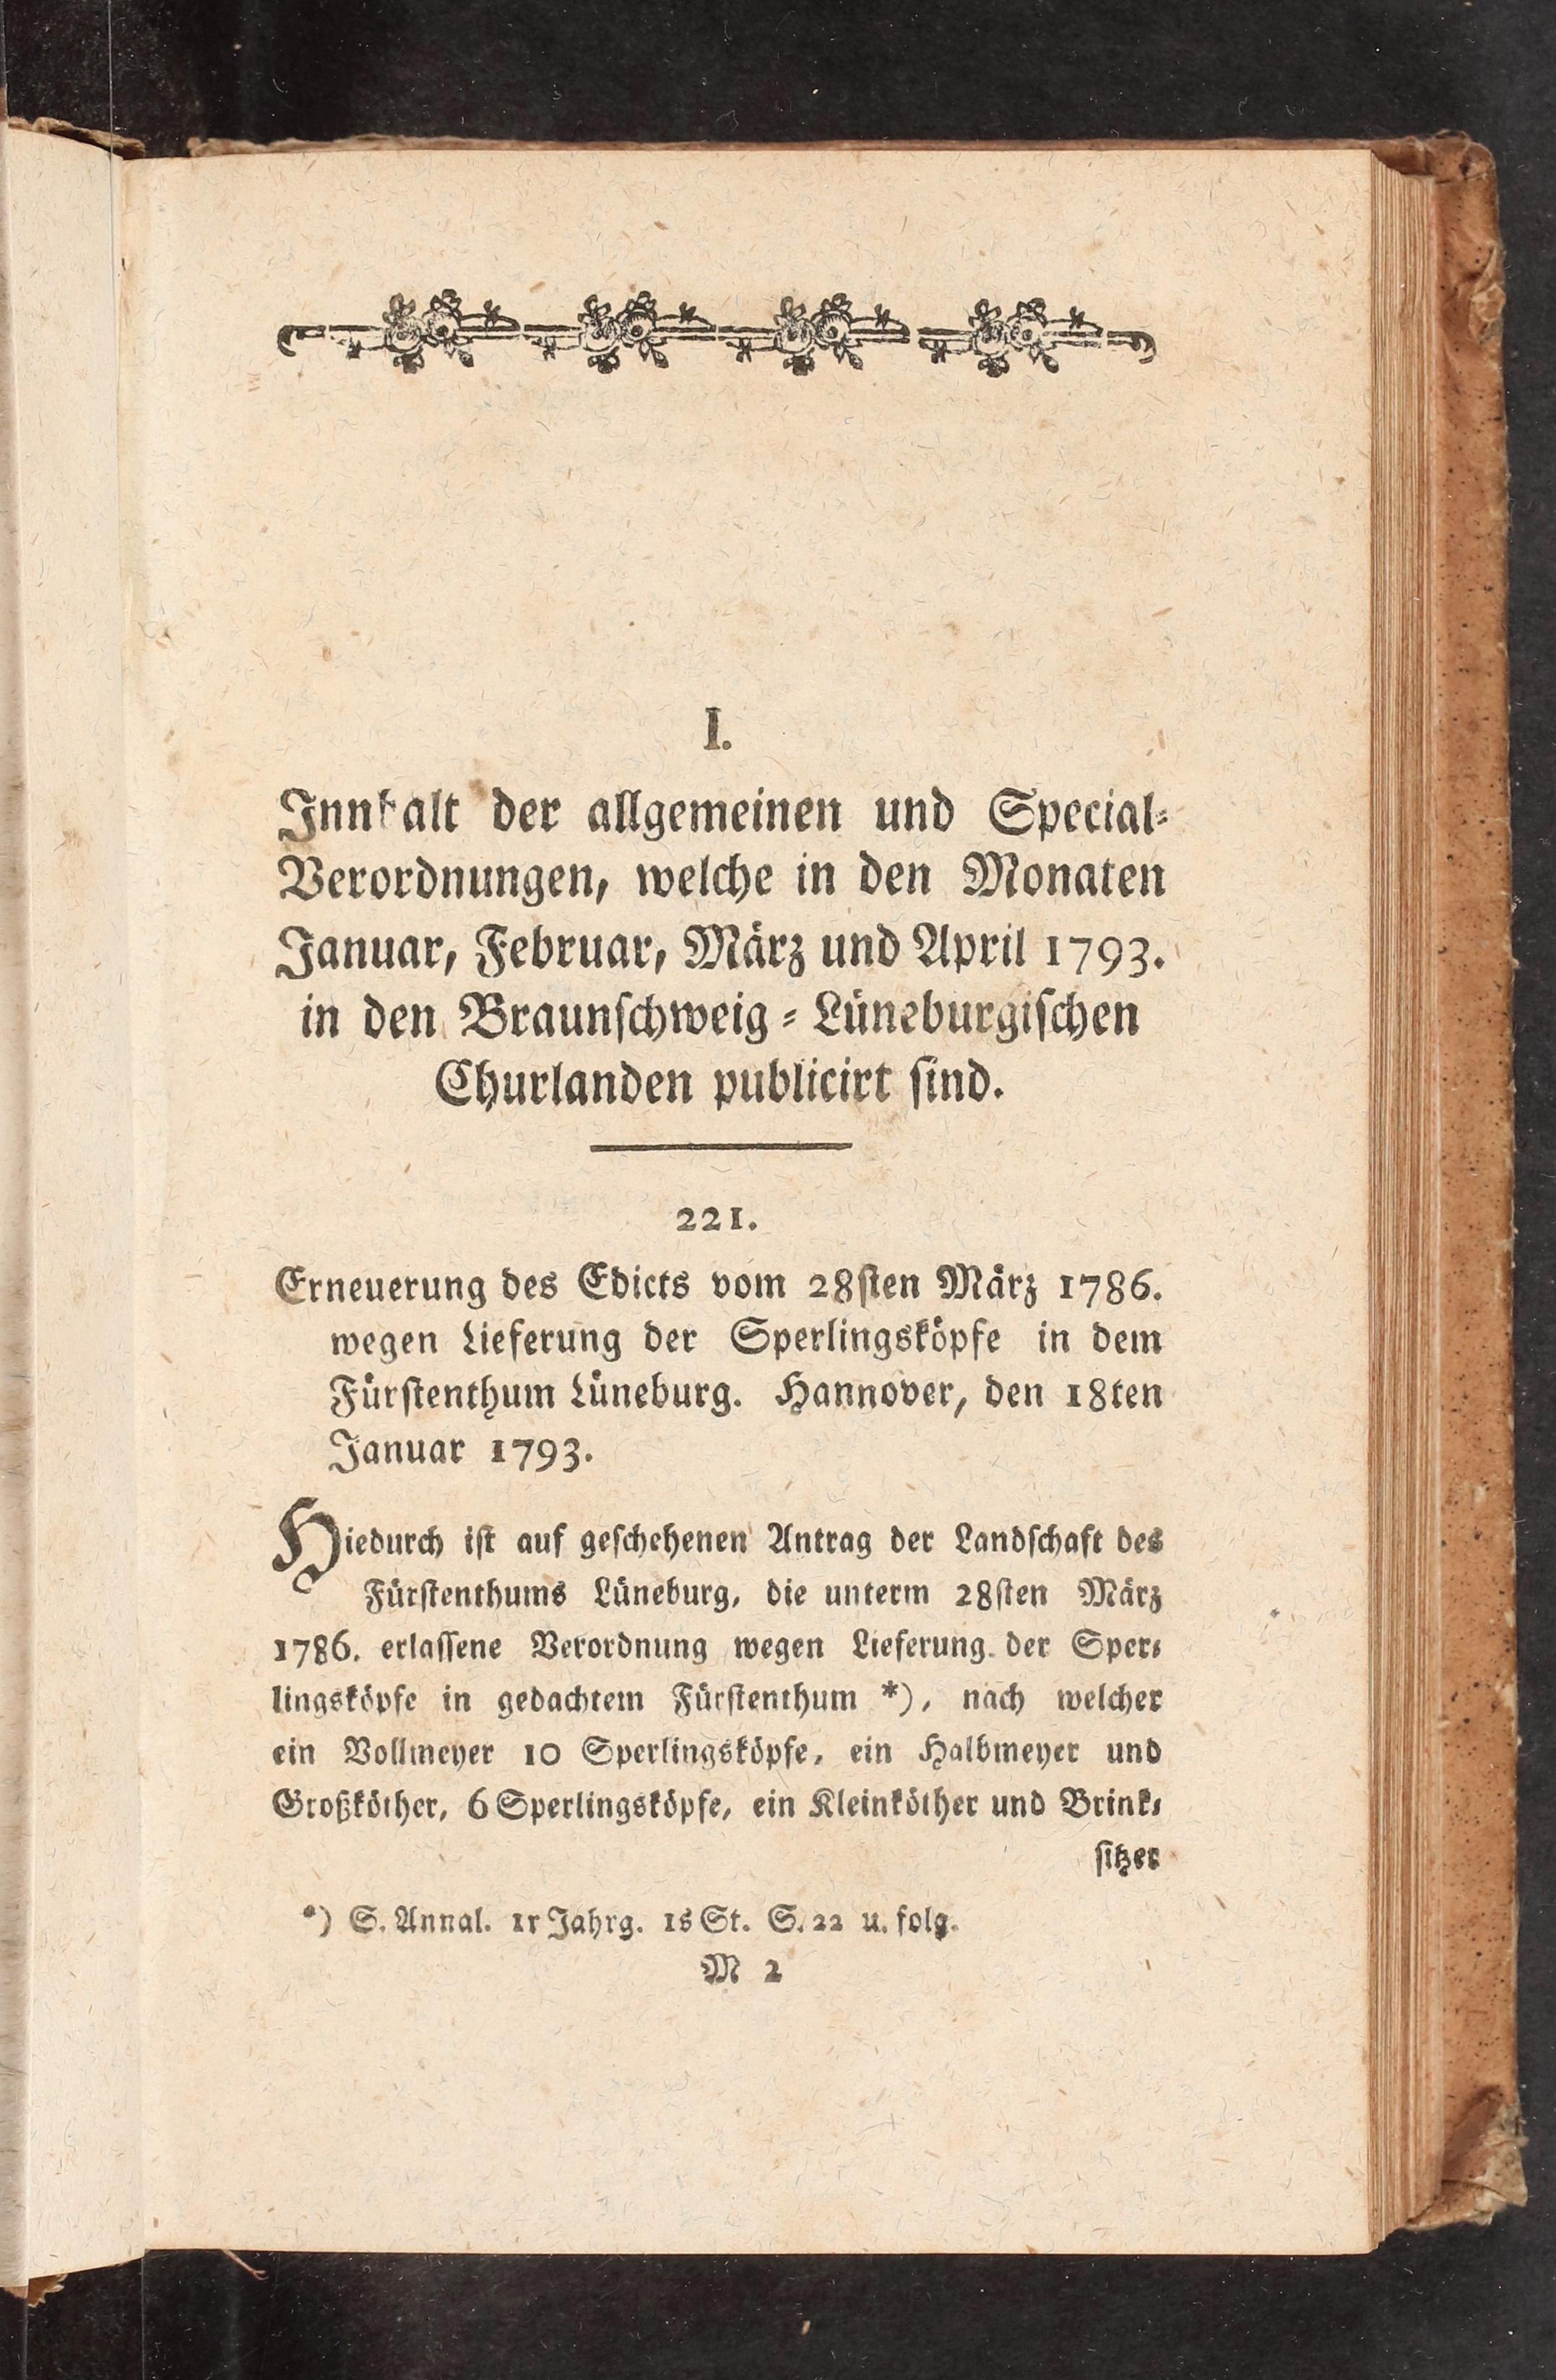 I.
Innhalt der allgemeinen und Special-
Verordnungen, welche in den Monaten
Januar, Februar, März und April 1793.
in den Braunschweig-Lüneburgischen
Churlanden publicirt sind.
221.
Erneuerung des Edicts vom 28sten März 1786.
wegen Lieferung der Sperlingsköpfe in dem
Fürstenthum Lüneburg. Hannover, den 18ten
Januar 1793.
Hiedurch ist auf geschehenen Antrag der Landschaft des
Fürstenthums Lüneburg, die unterm 28sten März
1786. erlassene Verordnung wegen Lieferung der Sper-
lingsköpfe in gedachtem Fürstenthum *), nach welcher
ein Vollmeyer 10 Sperlingsköpfe, ein Halbmeyer und
Großköther, 6 Sperlingsköpfe, ein Kleinköther und Brink-
sitzer
*) S. Annal. 1r Jahrg. 1s St. S. 22 u. folg.
M 2